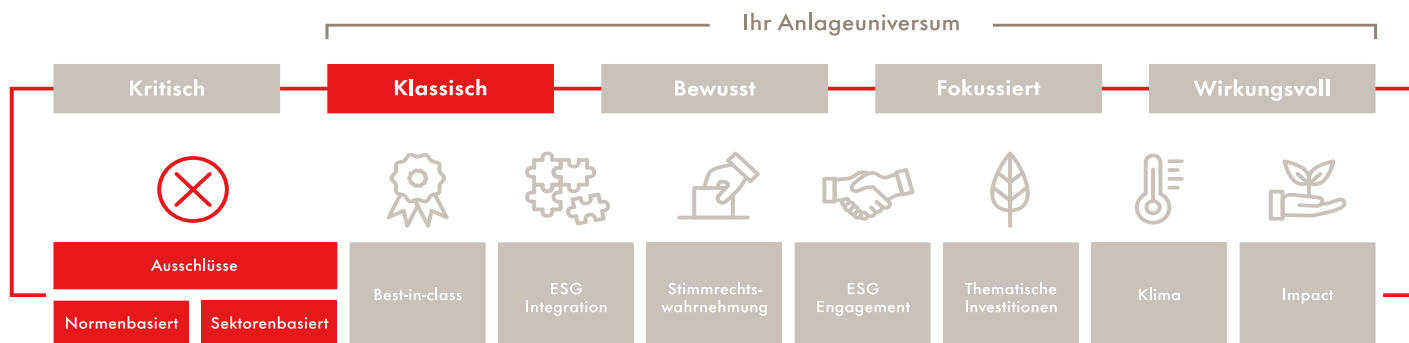 Ihr Anlageuniversum
Kritisch
Klassisch
Bewusst
Fokussiert
Wirkungsvoll
Ausschlüsse
Normenbasiert
Sektorenbasiert
Best-in-class
ESG
Integration
Stimmrechts-
wahrnehmung
ESG
Engagement
Thematische
Investitionen
Klima
Impact